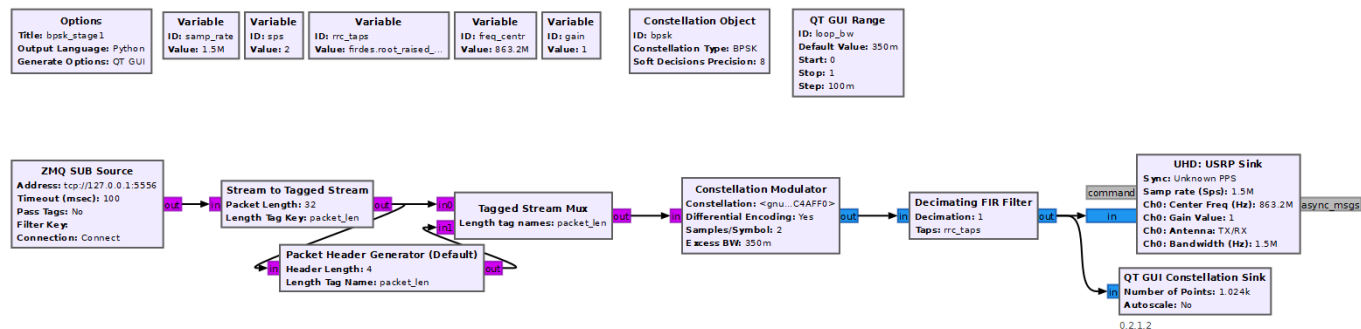 Options
Title: bpsk_stage1
Output Language: Python
Generate Options: QT GUI
Variable
ID: samp_rate
Value: 1.5M
Variable
ID: sps
Value: 2
Variable
ID: rrc_taps
Value: firdes.root_raised_...
Variable
ID: freq_centr
Value: 863.2M
Variable
ID: gain
Value: 1
Constellation Object
ID: bpsk
Constellation Type: BPSK
Soft Decisions Precision: 8
QT GUI Range
ID: loop_bw
Default Value: 350m
Start: 0
Stop: 1
Step: 100m
ZMQ SUB Source
Address: tcp://127.0.0.1:5556
Timeout (msec): 100
Pass Tags: No
Filter Key:
Connection: Connect
out
in
Stream to Tagged Stream
Packet Length: 32
Length Tag Key: packet_len
out
in
Packet Header Generator (Default)
Header Length: 4
Length Tag Name: packet_len
out
in0
in1
Tagged Stream Mux
Length tag names: packet_len
out
in
Constellation Modulator
Constellation: <gnu...C4AFF0>
Differential Encoding: Yes
Samples/Symbol: 2
Excess BW: 350m
out
in
Decimating FIR Filter
Decimation: 1
Taps: rrc_taps
out
command
in
UHD: USRP Sink
Sync: Unknown PPS
Samp rate (Sps): 1.5M
Ch0: Center Freq (Hz): 863.2M
Ch0: Gain Value: 1
Ch0: Antenna: TX/RX
Ch0: Bandwidth (Hz): 1.5M
async_msgs
in
QT GUI Constellation Sink
Number of Points: 1.024k
Autoscale: No
0.2.1.2